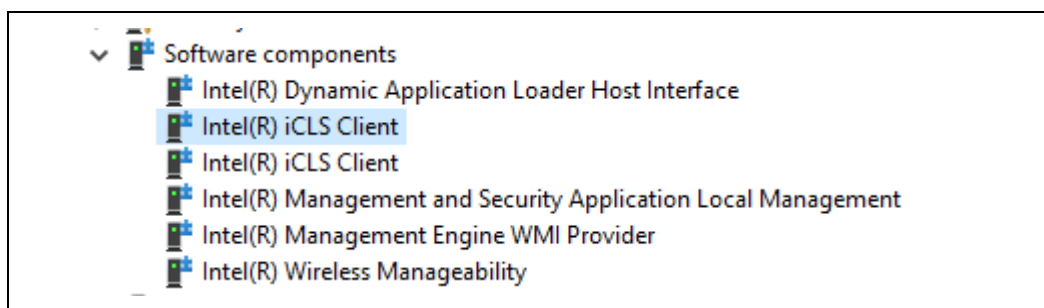 Software components
Intel(R) Dynamic Application Loader Host Interface
Intel(R) iCLS Client
Intel(R) iCLS Client
Intel(R) Management and Security Application Local Management
Intel(R) Management Engine WMI Provider
Intel(R) Wireless Manageability